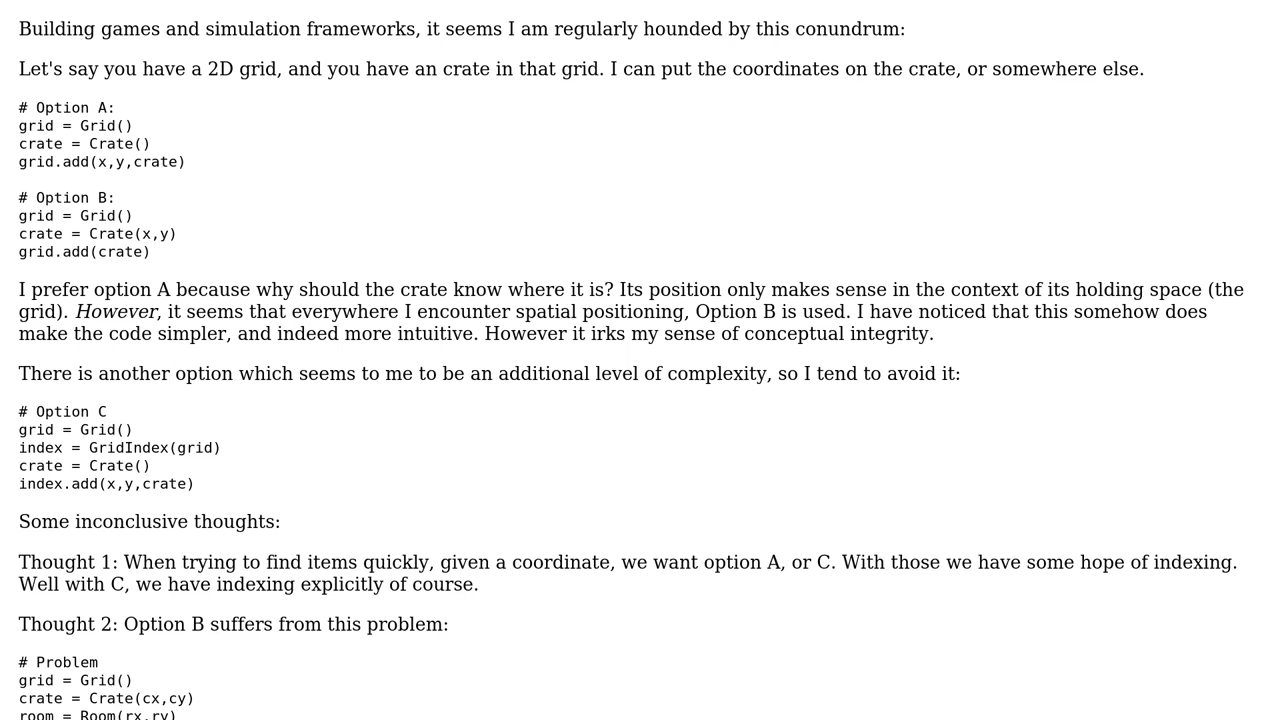 Building games and simulation frameworks, it seems I am regularly hounded by this conundrum:
Let's say you have a 2D grid, and you have an crate in that grid. I can put the coordinates on the crate, or somewhere else.
# Option A:
grid = Grid()
crate = Crate()
grid.add(x,y,crate)
# Option B:
grid = Grid()
crate = Crate(x,y)
grid.add(crate)
I prefer option A because why should the crate know where it is? Its position only makes sense in the context of its holding space (the
grid). However, it seems that everywhere I encounter spatial positioning, Option B is used. I have noticed that this somehow does
make the code simpler, and indeed more intuitive. However it irks my sense of conceptual integrity.
There is another option which seems to me to be an additional level of complexity, so I tend to avoid it:
# Option C
grid = Grid()
index = GridIndex(grid)
crate = Crate()
index.add(x,y,crate)
Some inconclusive thoughts:
Thought 1: When trying to find items quickly, given a coordinate, we want option A, or C. With those we have some hope of indexing.
Well with C, we have indexing explicitly of course.
Thought 2: Option B suffers from this problem:
# Problem
grid = Grid()
crate = Crate(cx,cy)
room = Room(rx,ry)